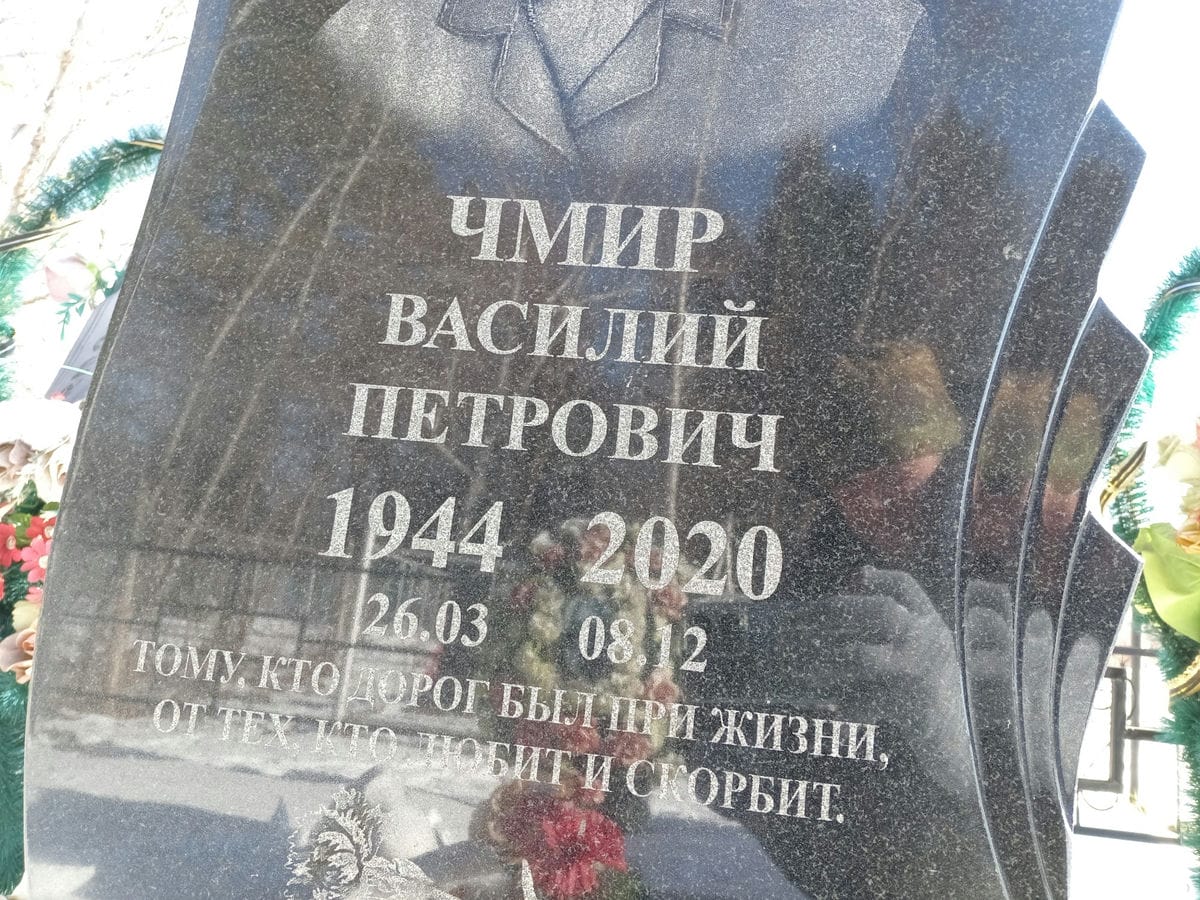 ЧМИР
ВАСИЛИЙ
ПЕТРОВИЧ
1944 2020
26.03 08.12
ТОМУ, КТО ДОРОГ БЫЛ ПРИ ЖИЗНИ,
ОТ ТЕХ, КТО ЛЮБИТ И СКОРБИТ.